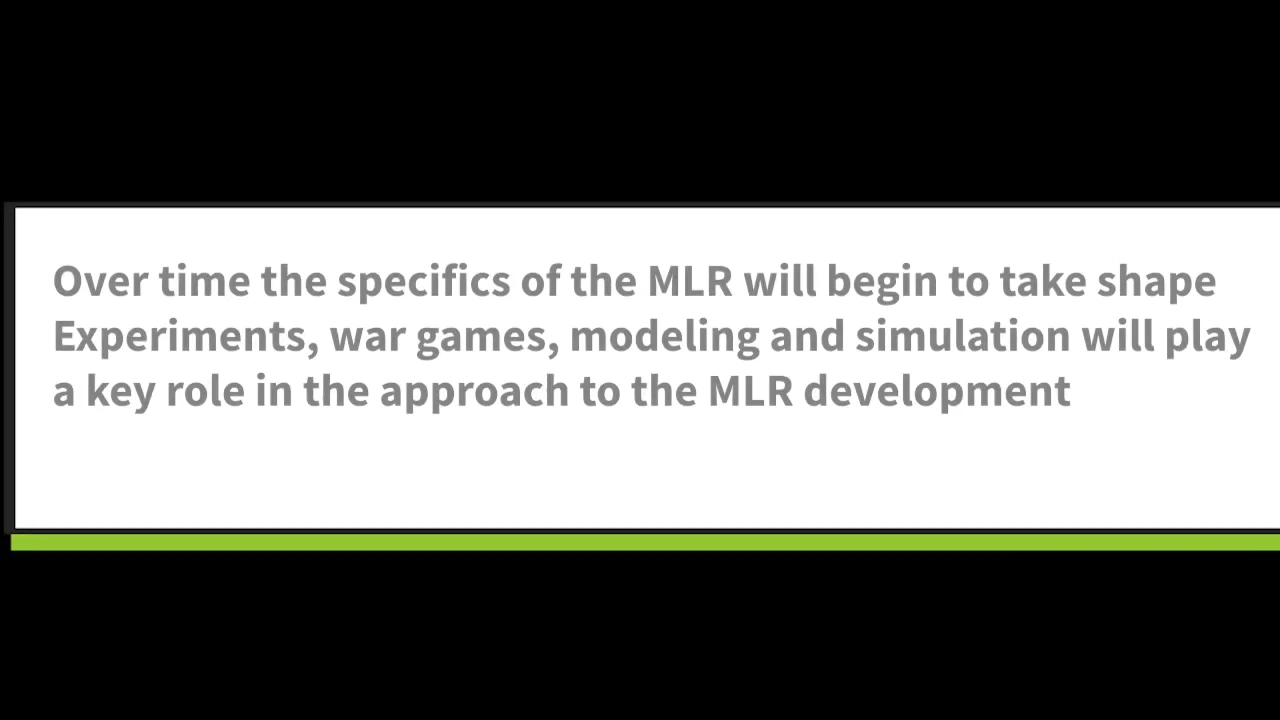 Over time the specifics of the MLR will begin to take shape
Experiments, war games, modeling and simulation will play
a key role in the approach to the MLR development